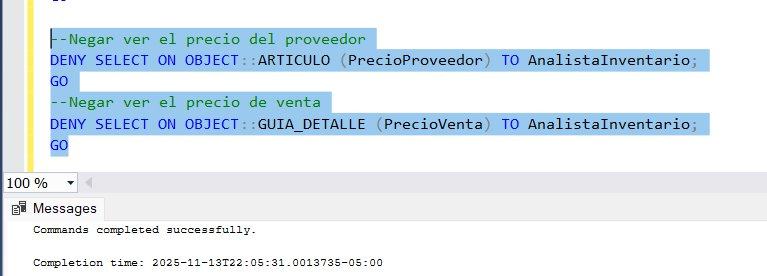 --Negar ver el precio del proveedor
DENY SELECT ON OBJECT::ARTICULO (PrecioProveedor) TO AnalistaInventario;
GO
--Negar ver el precio de venta
DENY SELECT ON OBJECT::GUIA_DETALLE (PrecioVenta) TO AnalistaInventario;
GO
100 %
Messages
Commands completed successfully.
Completion time: 2025-11-13T22:05:31.0013735-05:00